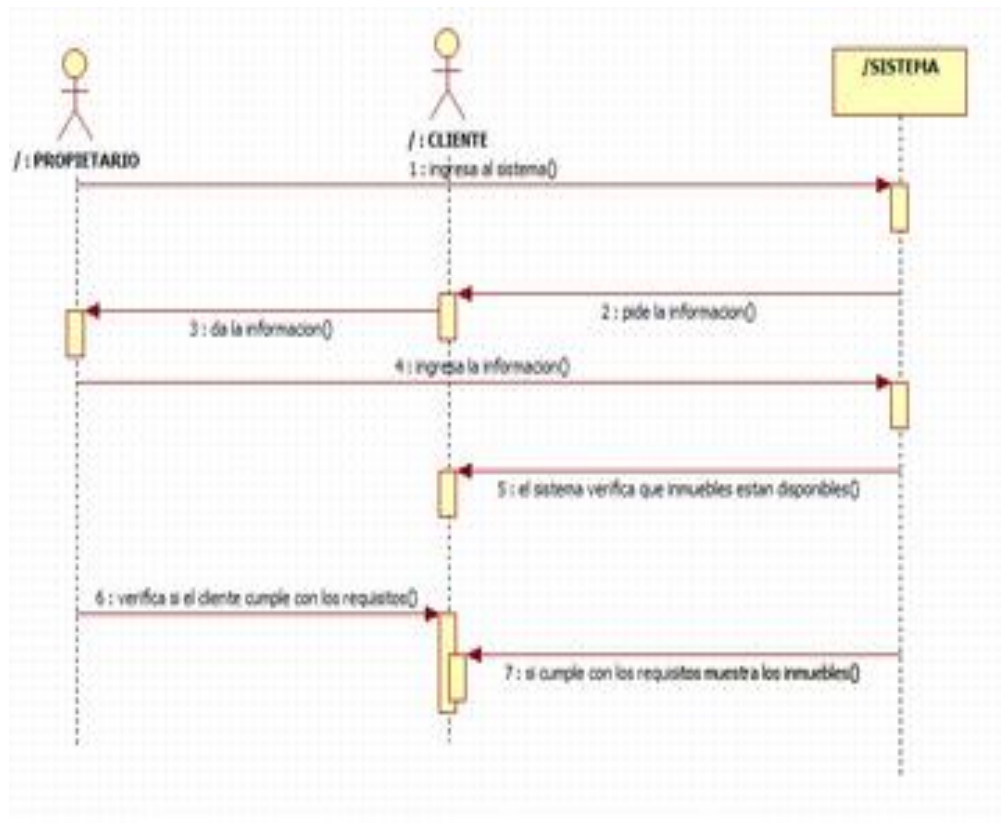 /SISTEMA
/ : CLIENTE
/ : PROPIETARIO
1 : ingresa al sistema()
2 : pide la informacion()
3 : da la informacion()
4 : ingresa la informacion()
5 : el sistema verifica que inmuebles estan disponibles()
6 : verifica si el cliente cumple con los requisitos()
7 : si cumple con los requisitos muestra los inmuebles()